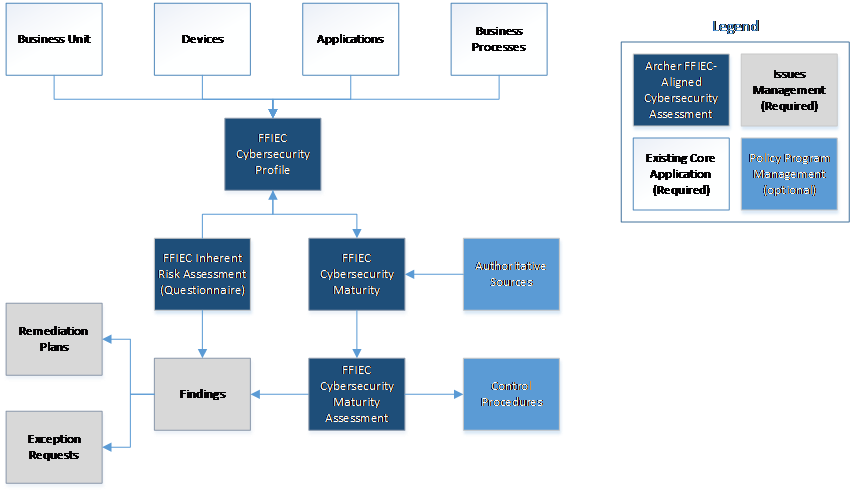 Business Unit
Devices
Applications
Business
Processes
Legend
Archer FFIEC-
Aligned
Cybersecurity
Assessment
Issues
Management
(Required)
Existing Core
Application
(Required)
Policy Program
Management
(optional)
FFIEC
Cybersecurity
Profile
FFIEC Inherent
Risk Assessment
(Questionnaire)
FFIEC
Cybersecurity
Maturity
Authoritative
Sources
Remediation
Plans
Findings
FFIEC
Cybersecurity
Maturity
Assessment
Control
Procedures
Exception
Requests